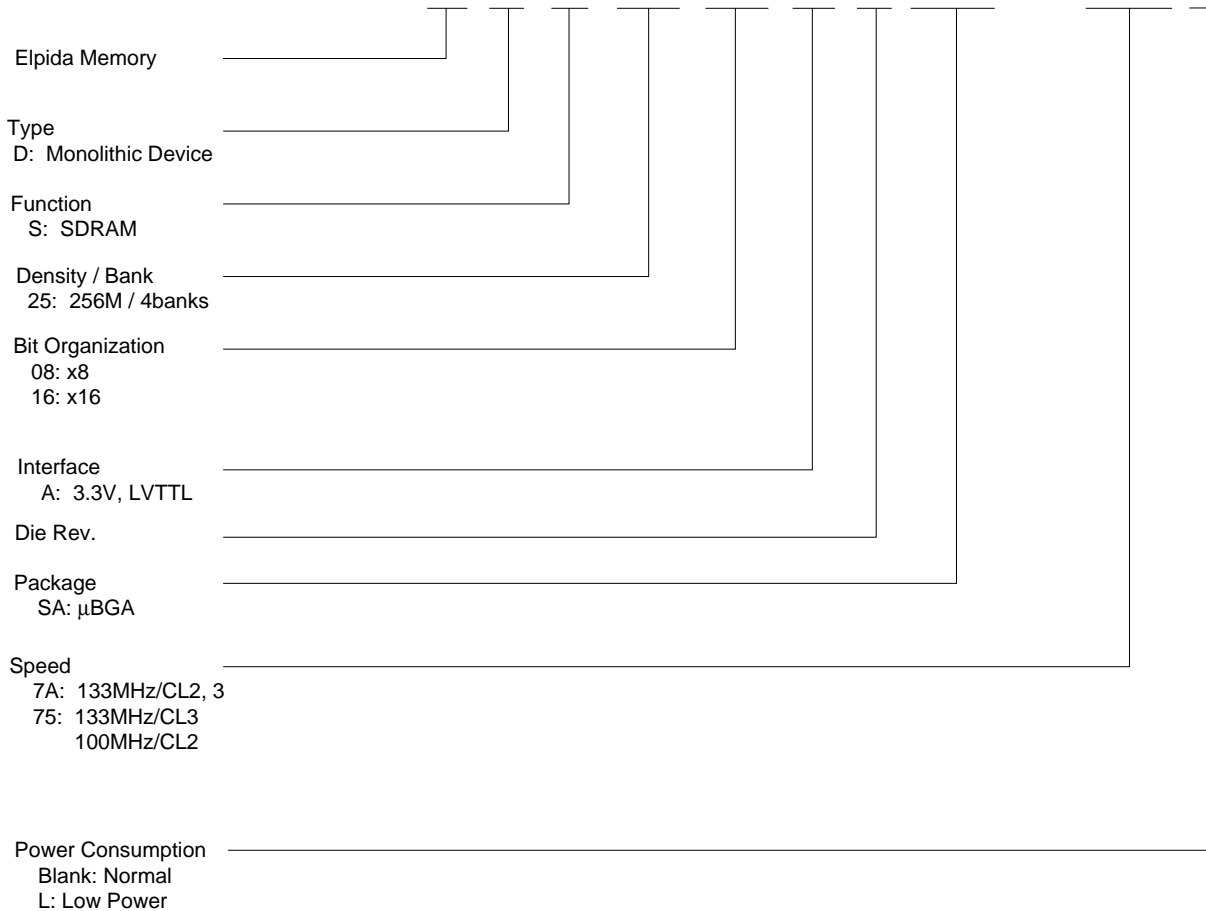 Elpida Memory
Type
D: Monolithic Device
Function
S: SDRAM
Density / Bank
25: 256M / 4banks
Bit Organization
08: x8
16: x16
Interface
A: 3.3V, LVTTL
Die Rev.
Package
SA: μBGA
Speed
7A: 133MHz/CL2, 3
75: 133MHz/CL3
100MHz/CL2
Power Consumption
Blank: Normal
L: Low Power